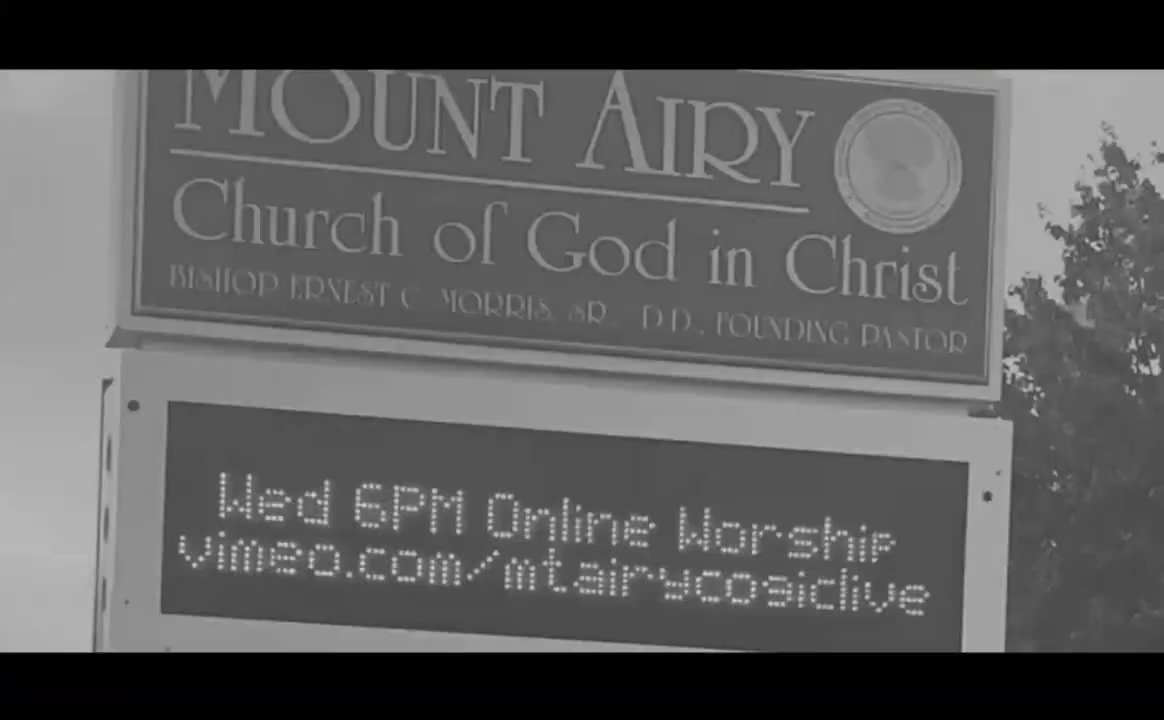 MOUNT AIRY
Church of God in Christ
BISHOP ERNEST C. MORRIS, SR., D.D., FOUNDING PASTOR
Wed 6PM Online Worship
vimeo.com/mtairycogiclive